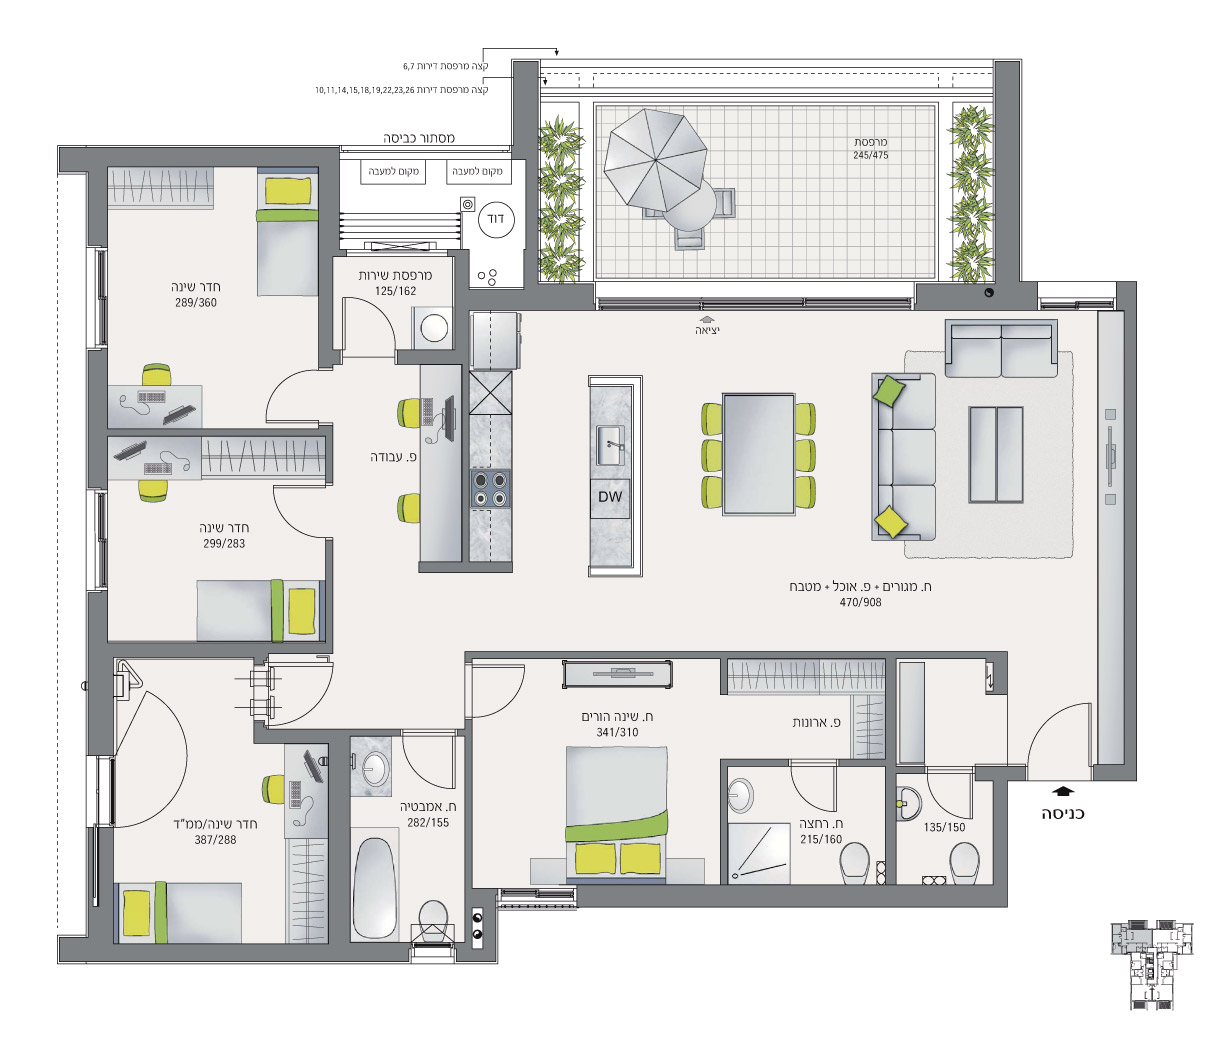 קצה מרפסת דירות 6,7
קצה מרפסת דירות 10,11,14,15,18,19,22,23,26
מסתור כביסה
מקום למעבה
מקום למעבה
דוד
מרפסת
245/475
מרפסת שירות
125/162
חדר שינה
289/360
יציאה
פ. עבודה
DW
חדר שינה
299/283
ח. מגורים + פ. אוכל + מטבח
470/908
ח. שינה הורים
341/310
פ. ארונות
חדר שינה/ממ"ד
387/288
ח. אמבטיה
282/155
ח. רחצה
215/160
135/150
כניסה